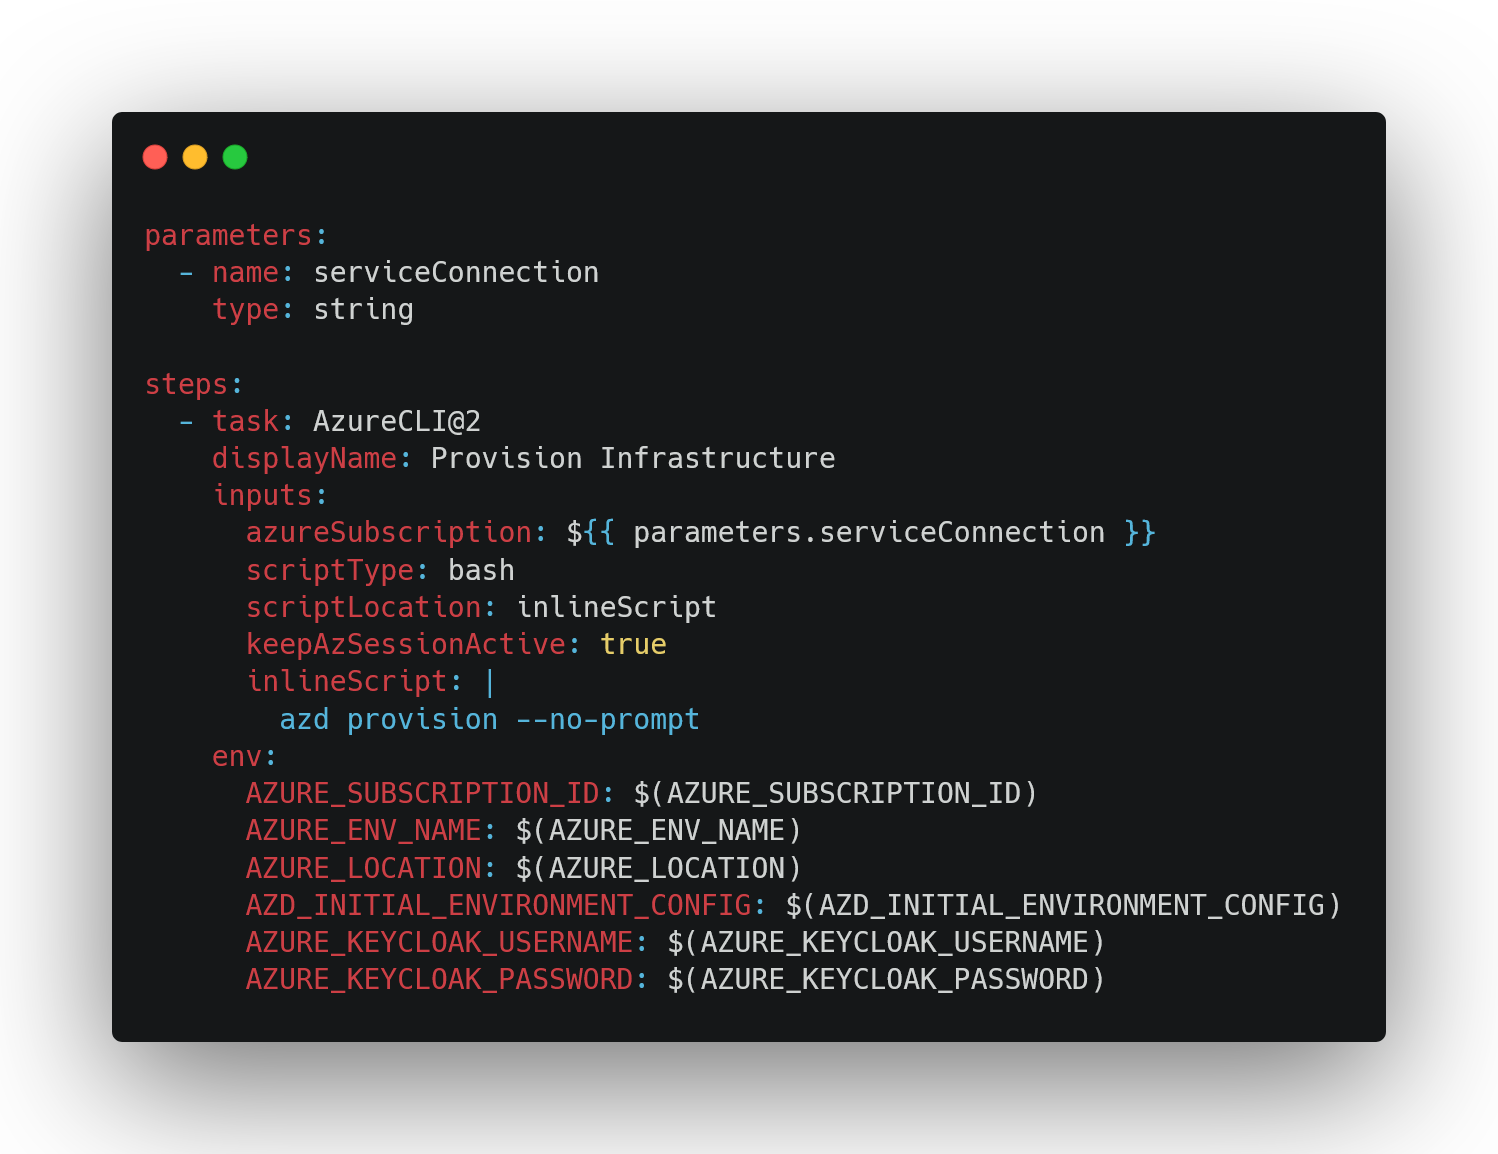 parameters:
  - name: serviceConnection
    type: string

steps:
  - task: AzureCLI@2
    displayName: Provision Infrastructure
    inputs:
      azureSubscription: ${{ parameters.serviceConnection }}
      scriptType: bash
      scriptLocation: inlineScript
      keepAzSessionActive: true
      inlineScript: |
        azd provision --no-prompt
    env:
      AZURE_SUBSCRIPTION_ID: $(AZURE_SUBSCRIPTION_ID)
      AZURE_ENV_NAME: $(AZURE_ENV_NAME)
      AZURE_LOCATION: $(AZURE_LOCATION)
      AZD_INITIAL_ENVIRONMENT_CONFIG: $(AZD_INITIAL_ENVIRONMENT_CONFIG)
      AZURE_KEYCLOAK_USERNAME: $(AZURE_KEYCLOAK_USERNAME)
      AZURE_KEYCLOAK_PASSWORD: $(AZURE_KEYCLOAK_PASSWORD)